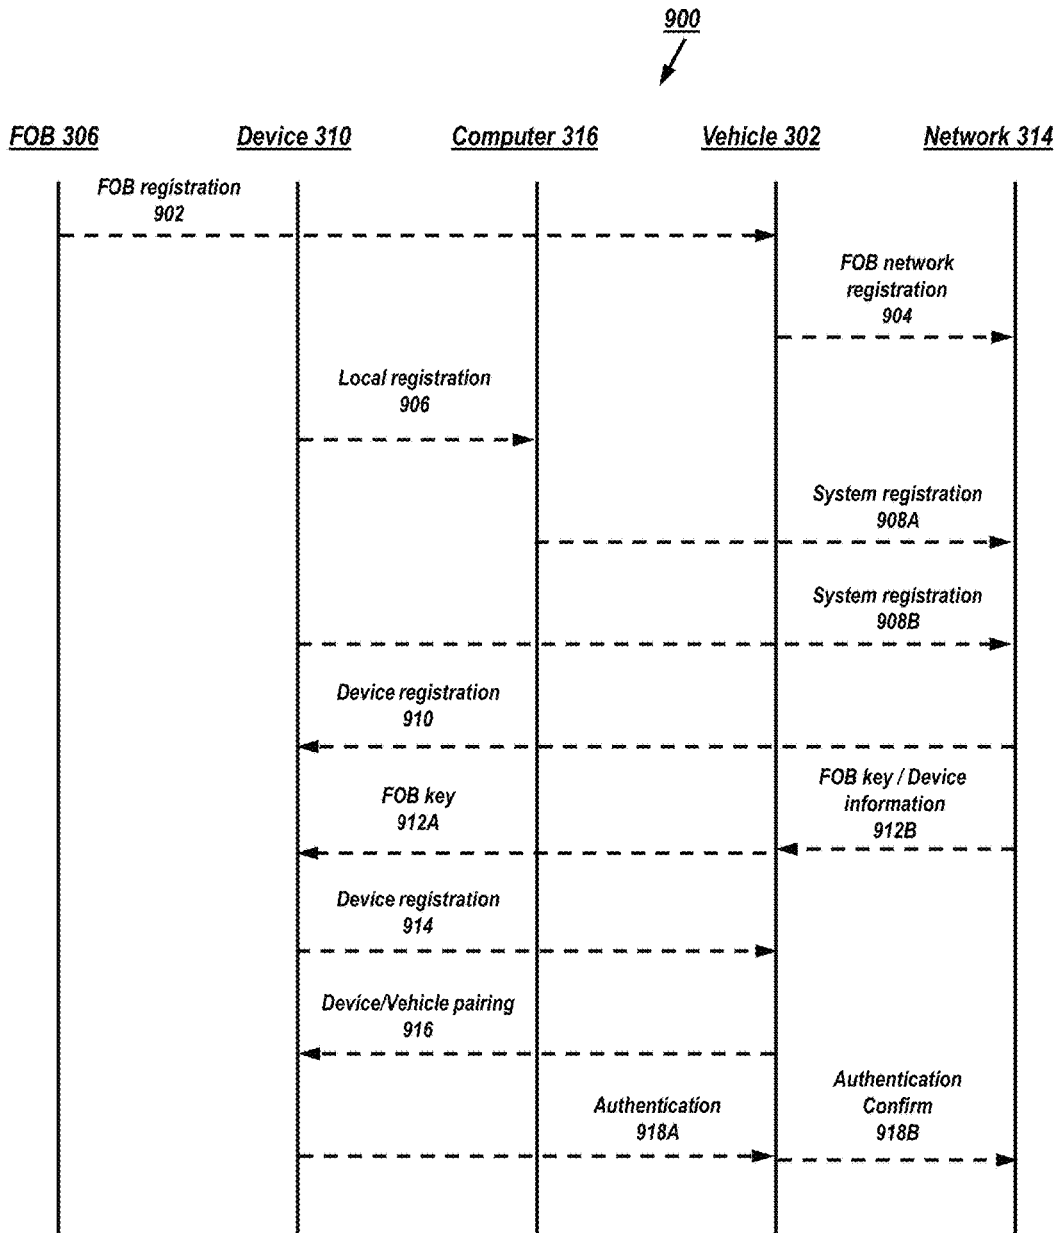 900
FOB 306 Device 310 Computer 316 Vehicle 302 Network 314
FOB registration
902
FOB network
registration
904
Local registration
906
System registration
908A
System registration
908B
Device registration
910
FOB key
912A
FOB key / Device
information
912B
Device registration
914
Device/Vehicle pairing
916
Authentication
918A
Authentication
Confirm
918B